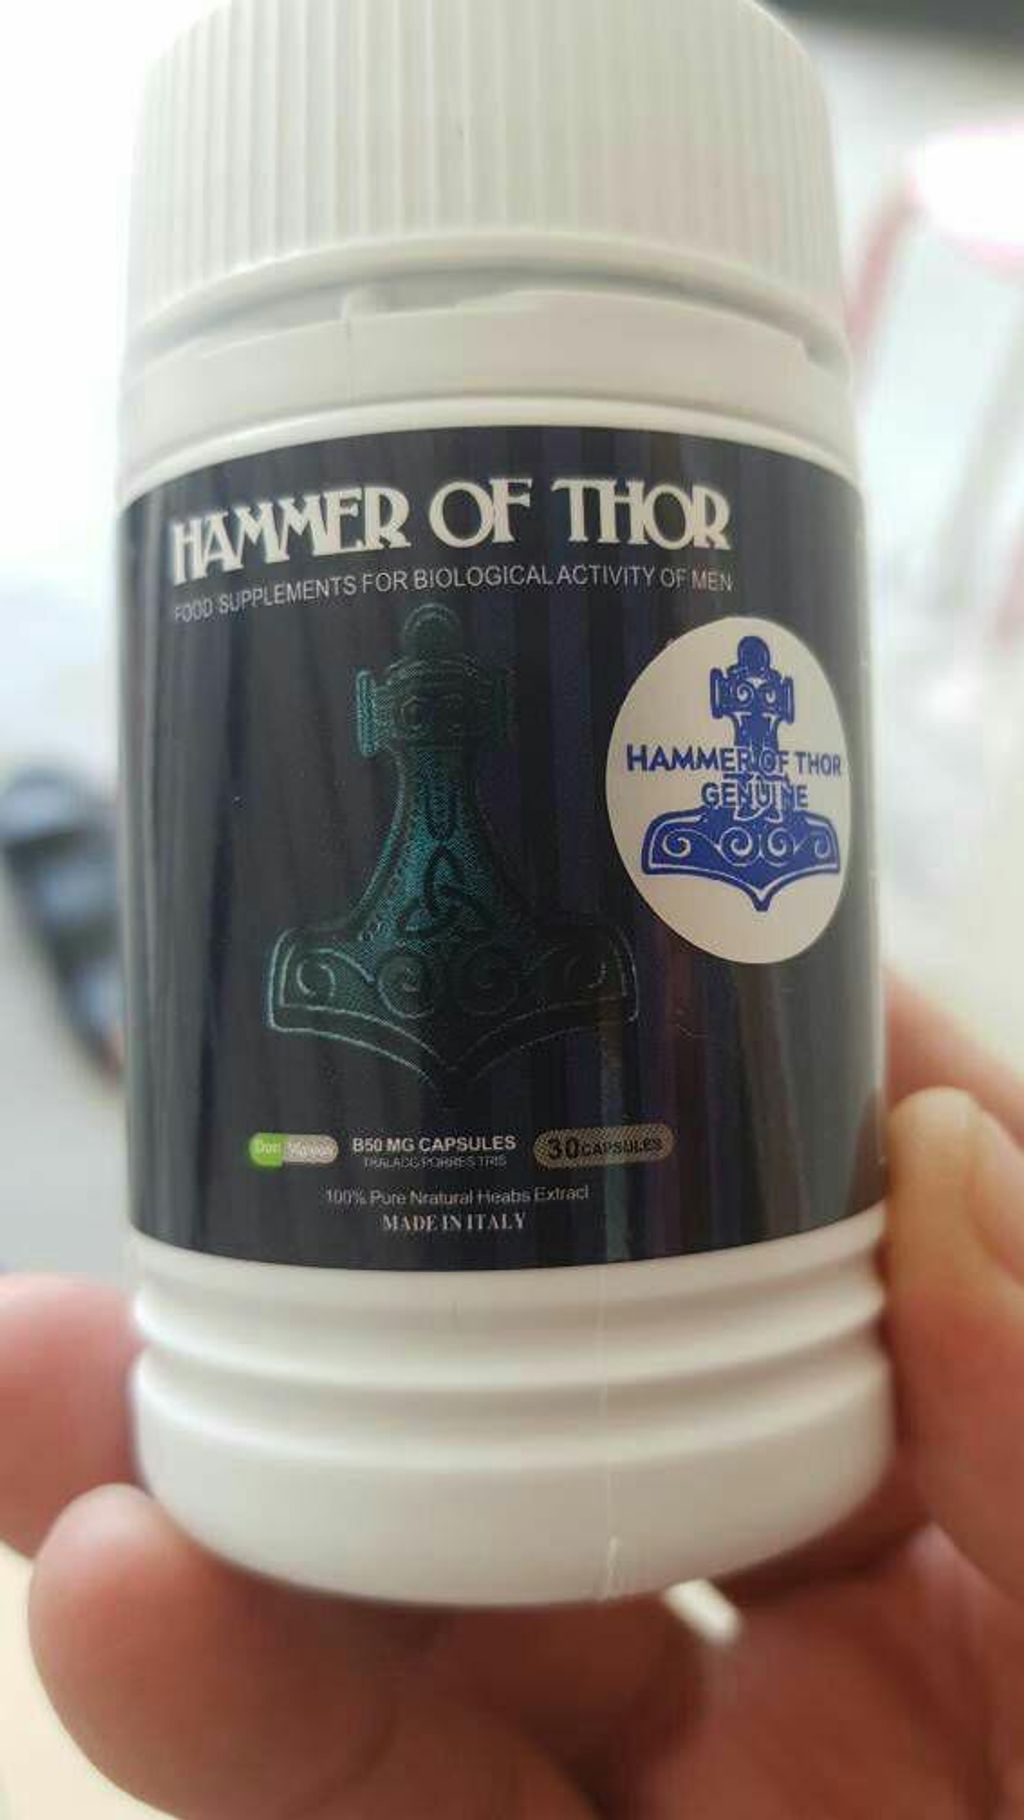 HAMMER OF THOR
FOOD SUPPLEMENTS FOR BIOLOGICAL ACTIVITY OF MEN
HAMMER OF THOR
GENUINE
B50 MG CAPSULES
30 CAPSULES
100% Pure Nratural Heabs Extracl
MADE IN ITALY